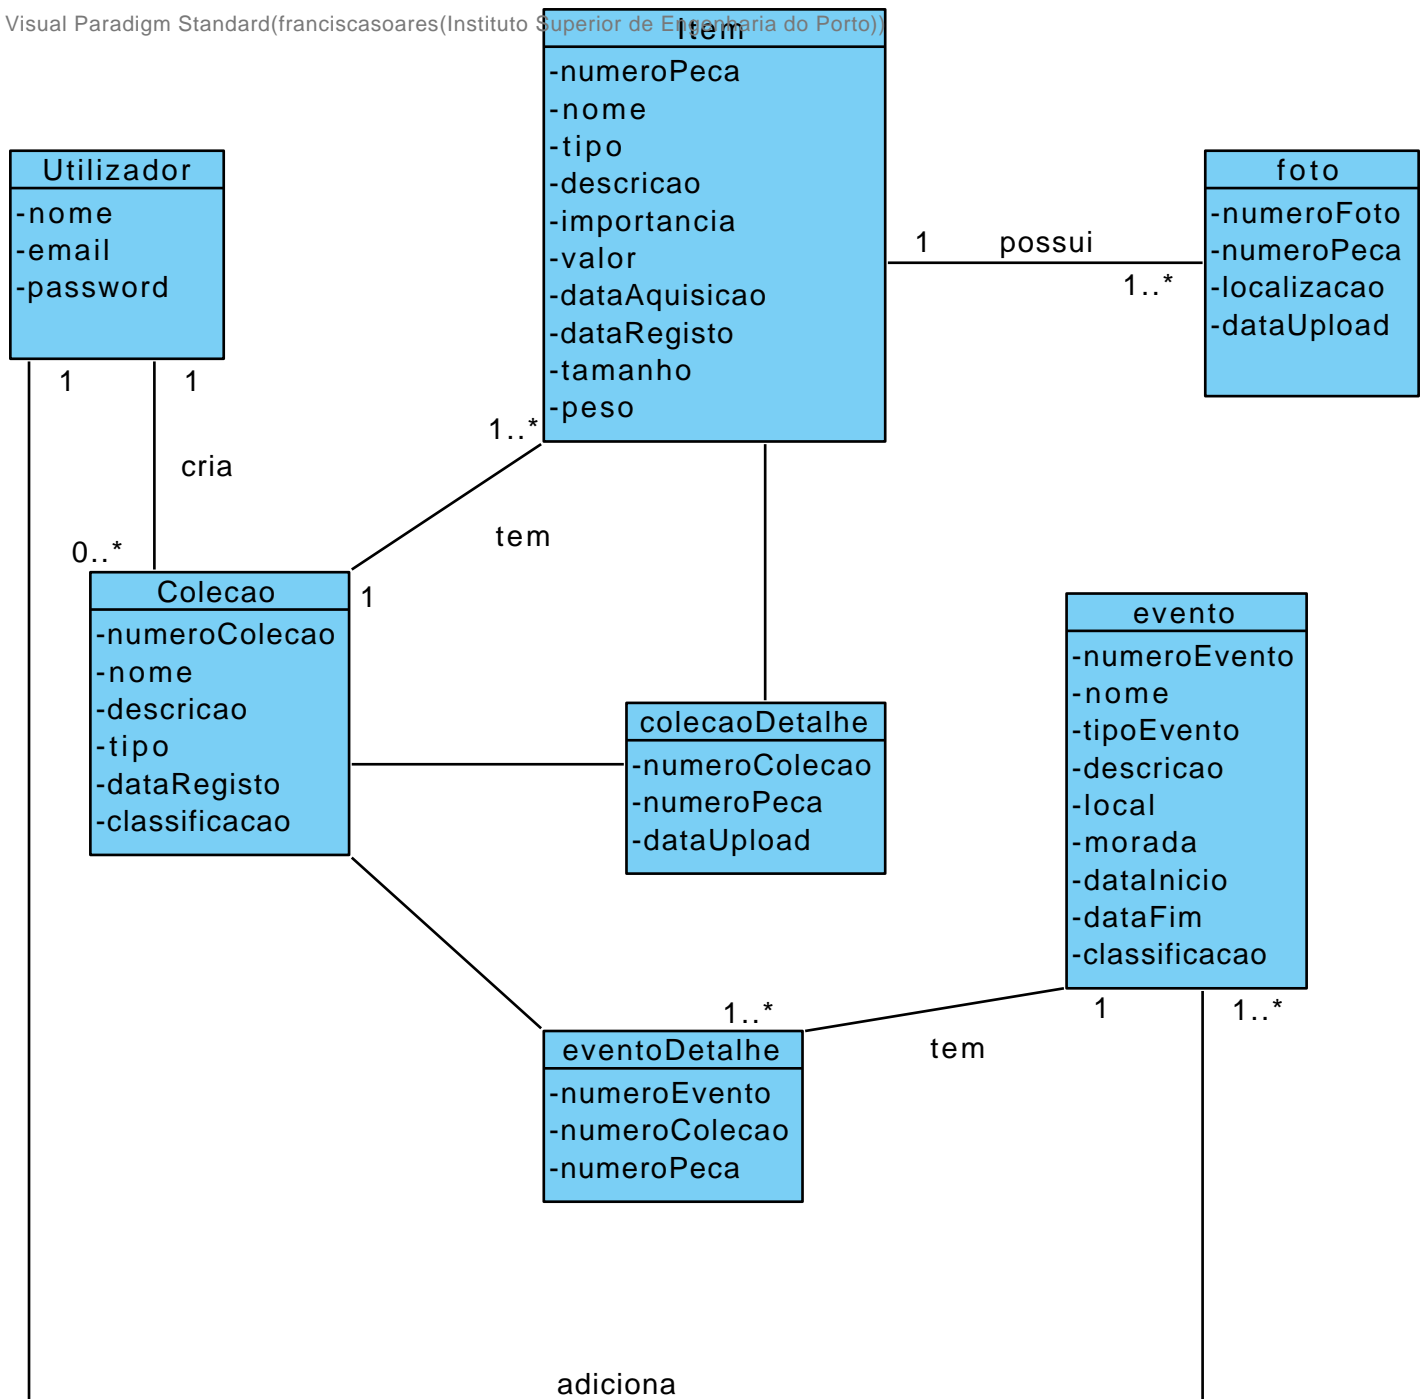 Visual Paradigm Standard(franciscasoares(Instituto Superior de Engenharia do Porto))
Item
-numeroPeca
-nome
-tipo
-descricao
-importancia
-valor
-dataAquisicao
-dataRegisto
-tamanho
-peso
Utilizador
-nome
-email
-password
foto
-numeroFoto
-numeroPeca
-localizacao
-dataUpload
1
possui
1..*
1
1
cria
0..*
1..*
tem
1
Colecao
-numeroColecao
-nome
-descricao
-tipo
-dataRegisto
-classificacao
colecaoDetalhe
-numeroColecao
-numeroPeca
-dataUpload
evento
-numeroEvento
-nome
-tipoEvento
-descricao
-local
-morada
-dataInicio
-dataFim
-classificacao
1..*
tem
1
1..*
eventoDetalhe
-numeroEvento
-numeroColecao
-numeroPeca
adiciona